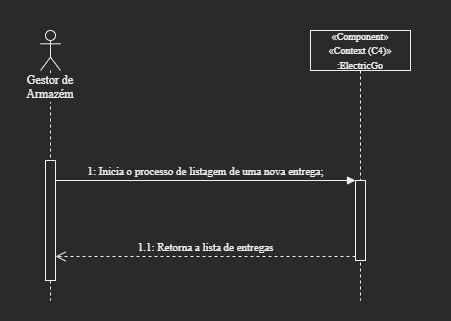 «Component»
«Context (C4)»
:ElectricGo
Gestor de
Armazém
1: Inicia o processo de listagem de uma nova entrega;
1.1: Retorna a lista de entregas